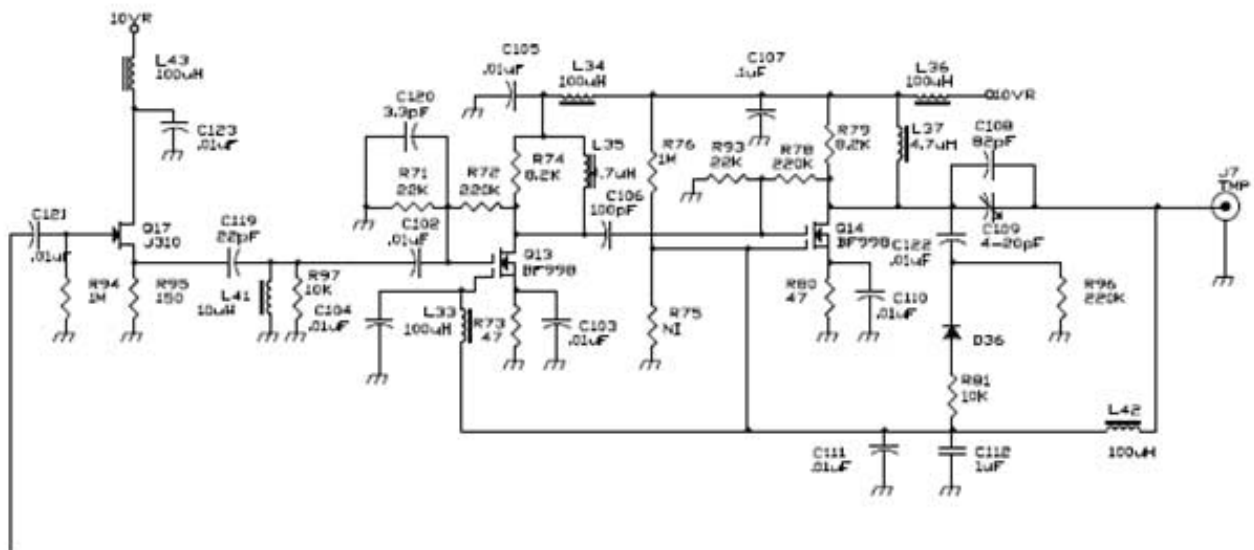 10VR
L43
100uH
C123
.01uF
C121
.01uF
Q17
J310
R94
1M
R95
150
C119
22pF
L41
10uH
R97
10K
C120
3.3pF
R71
22K
R72
220K
C102
.01uF
C104
.01uF
L33
100uH
R73
47
C105
.01uF
L34
100uH
R74
8.2K
L35
4.7uH
Q13
BF998
C103
.01uF
C106
100pF
R76
1M
R75
NI
C107
.1uF
R93
22K
R78
220K
R79
8.2K
Q14
BF998
R80
47
C110
.01uF
L36
100uH
10VR
L37
4.7uH
C108
82pF
C109
4-20pF
C122
.01uF
R96
220K
D36
R81
10K
C111
.01uF
C112
1uF
L42
100uH
J7
TMP